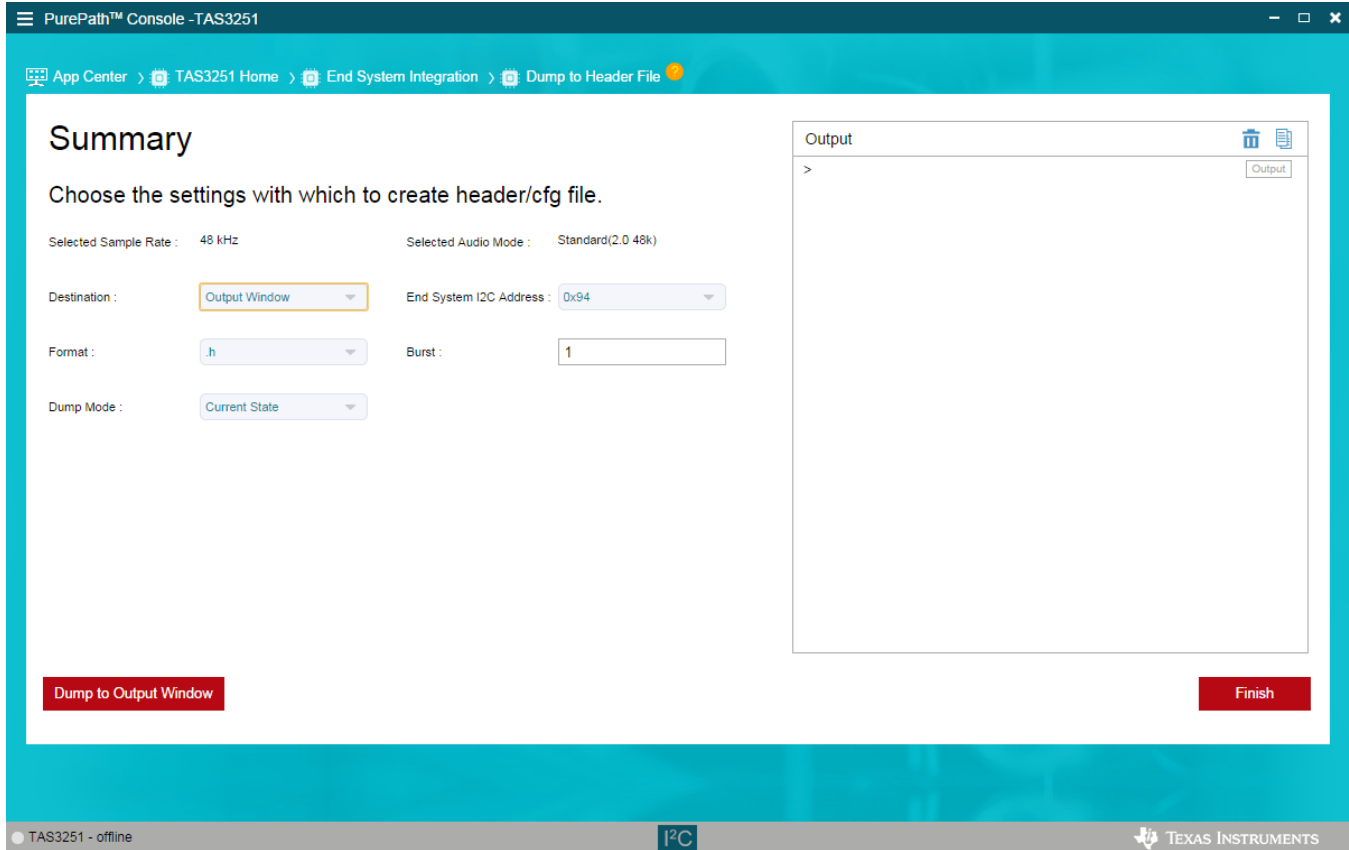 PurePath™ Console -TAS3251
App Center > TAS3251 Home > End System Integration > Dump to Header File ?
Summary
Choose the settings with which to create header/cfg file.
Selected Sample Rate : 48 kHz Selected Audio Mode : Standard(2.0 48k)
Destination : Output Window End System I2C Address : 0x94
Format : .h Burst : 1
Dump Mode : Current State
Output
> Output
Dump to Output Window
Finish
TAS3251 - offline
I²C
TEXAS INSTRUMENTS